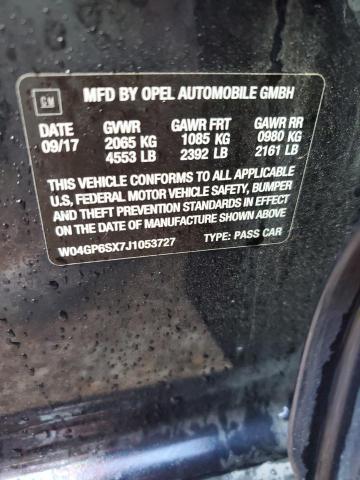 GM
MFD BY OPEL AUTOMOBILE GMBH
DATE GVWR GAWR FRT GAWR RR
09/17 2065 KG 1085 KG 0980 KG
4553 LB 2392 LB 2161 LB
THIS VEHICLE CONFORMS TO ALL APPLICABLE
U.S. FEDERAL MOTOR VEHICLE SAFETY, BUMPER
AND THEFT PREVENTION STANDARDS IN EFFECT
ON THE DATE OF MANUFACTURE SHOWN ABOVE.
W04GP6SX7J1053727 TYPE: PASS CAR